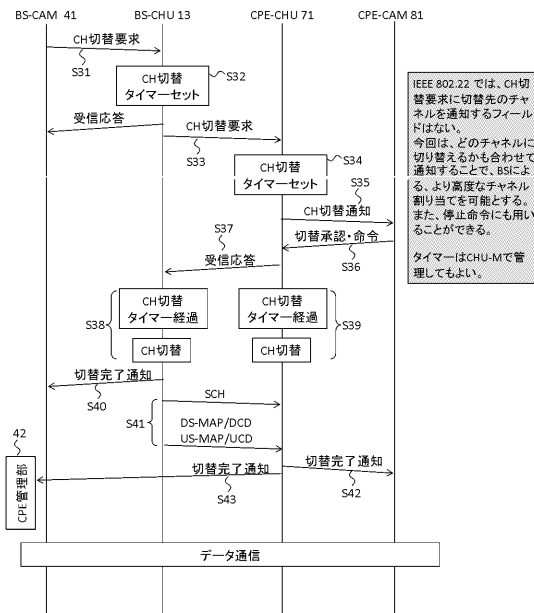 BS-CAM 41
BS-CHU 13
CPE-CHU 71
CPE-CAM 81
CH切替要求
S31
CH切替
タイマーセット
S32
受信応答
CH切替要求
S33
CH切替
タイマーセット
S34
S35
CH切替通知
S37
切替承認・命令
受信応答
S36
CH切替
タイマー経過
CH切替
タイマー経過
S38
S39
CH切替
CH切替
切替完了通知
S40
SCH
S41
DS-MAP/DCD
US-MAP/UCD
42
CPE管理部
切替完了通知
切替完了通知
S43
S42
データ通信
IEEE 802.22 では、CH切
替要求に切替先のチャ
ネルを通知するフィール
ドはない。
今回は、どのチャネルに
切り替えるかも合わせて
通知することで、BSによ
る、より高度なチャネル
割り当てを可能とする。
また、停止命令にも用い
ることができる。
タイマーはCHU-Mで管
理してもよい。